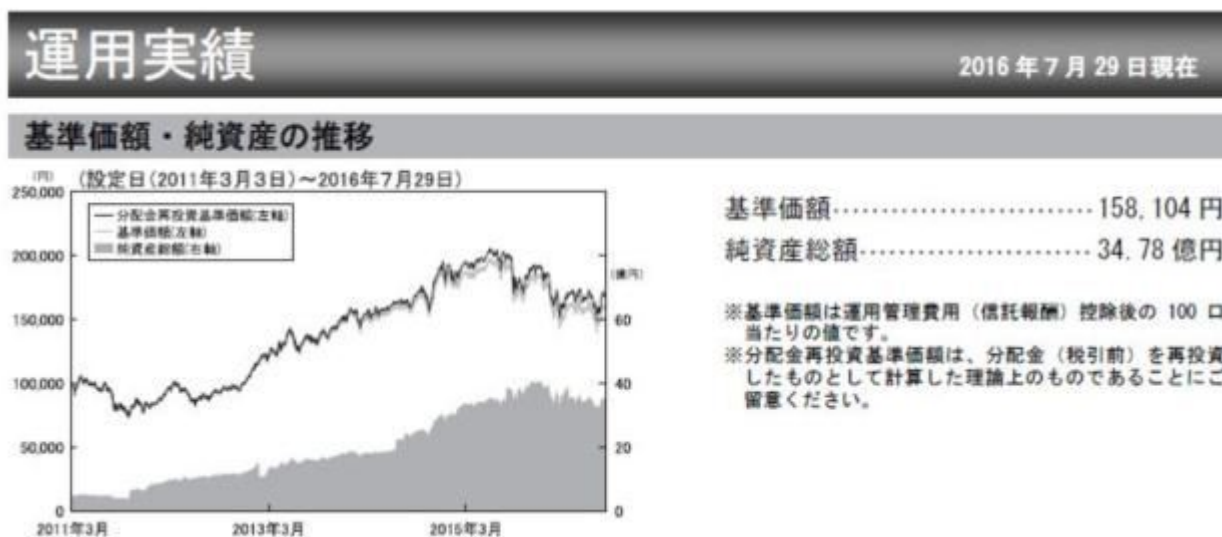 運用実績
2016年7月29日現在
基準価額・純資産の推移
(円)
(設定日(2011年3月3日)~2016年7月29日)
250,000
200,000
150,000
100,000
50,000
0
分配金再投資基準価額(左軸)
基準価額(左軸)
純資産総額(右軸)
(億円)
60
40
20
0
2011年3月
2013年3月
2015年3月
基準価額……………………… 158,104 円
純資産総額…………………… 34.78 億円
※基準価額は運用管理費用(信託報酬)控除後の 100 口
当たりの値です。
※分配金再投資基準価額は、分配金(税引前)を再投資
したものとして計算した理論上のものであることにご
留意ください。